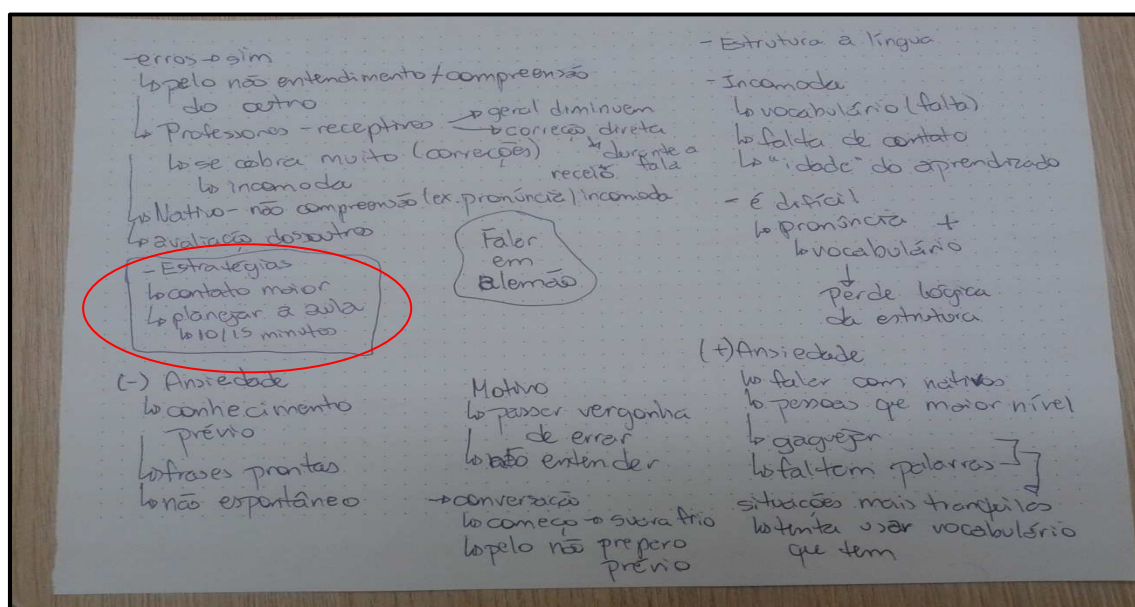 -erros → sim
↳ pelo não entendimento/compreensão
do outro
↳ Professores - receptivos → geral diminuem
→ correção direta
↳ durante a
fala
↳ se cobra muito (correções)
receio
↳ incomoda
↳ Nativo - não compreensão (ex. pronúncia) incomoda
↳ avaliação dos outros
- Estratégias
↳ contato maior
↳ planejar a aula
↳ 10/15 minutos
(-) Ansiedade
↳ conhecimento
prévio
↳ frases prontas
↳ não espontâneo
Falar
em
alemão
Motivo
↳ passar vergonha
de errar
↳ não entender
→ conversação
↳ começo → suora frio
↳ pelo não preparo
prévio
- Estrutura a língua
- Incomoda
↳ vocabulário (falta)
↳ falta de contato
↳ "idade" do aprendizado
- é difícil
↳ pronúncia +
↳ vocabulário
↓
perde lógica
da estrutura
(+) Ansiedade
↳ falar com nativos
↳ pessoas que maior nível
↳ gaguejar
↳ faltam palavras
situações mais tranquilas
↳ tenta usar vocabulário
que tem